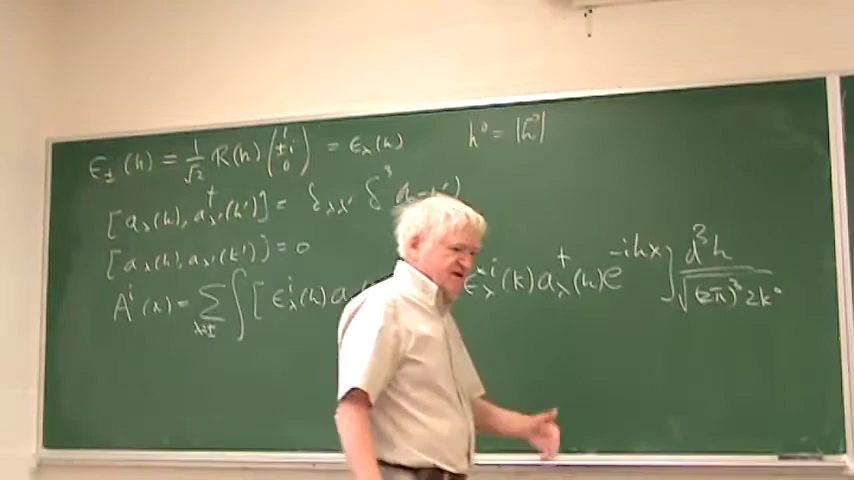 ε±(k) = 1/√2 R(k) (1 ±i 0) = ελ(k)    k⁰ = |k⃗|
[aλ(k), a†λ'(k')] = δλλ' δ³
[aλ(k), aλ'(k')] = 0
Aⁱ(x) = Σλ=± ∫ [ εⁱλ(k) aλ ε*ⁱλ(k) a†λ(k) e^-ikx ] d³k / √(2π)³ 2k⁰